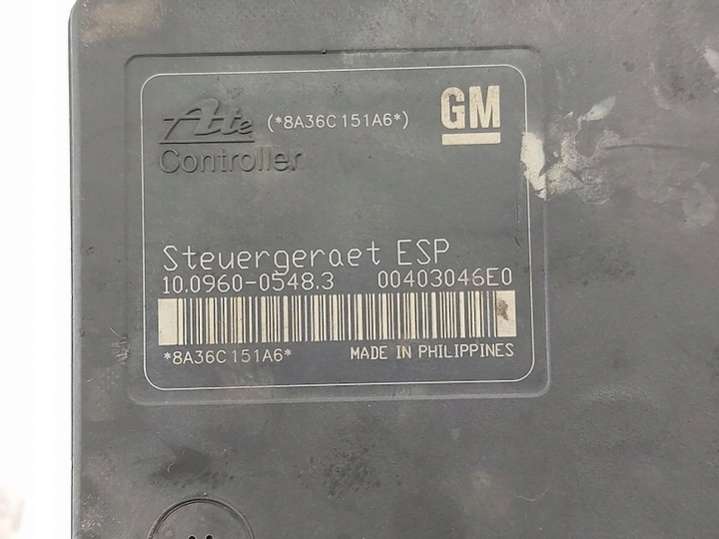 Ate (*8A36C151A6*) GM
Controller
Steuergeraet ESP
10.0960-0548.3 00403046E0
*8A36C151A6* MADE IN PHILIPPINES